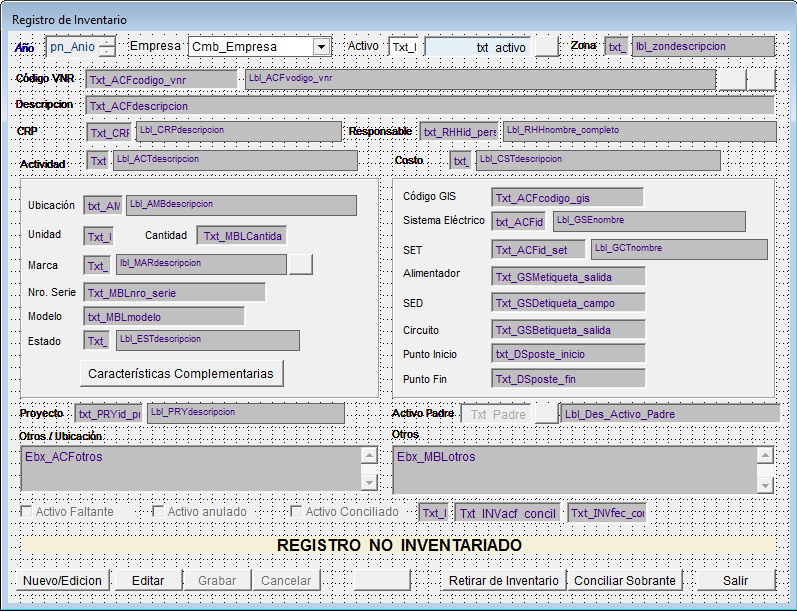 Registro de Inventario
Año pn_Anio Empresa Cmb_Empresa Activo Txt_I txt_activo Zona txt_ lbl_zondescripcion
Código VNR Txt_ACFcodigo_vnr Lbl_ACFvodigo_vnr
Descripcion Txt_ACFdescripcion
CRP Txt_CRF Lbl_CRPdescripcion Responsable txt_RHHid_pers Lbl_RHHnombre_completo
Actividad Txt Lbl_ACTdescripcion Costo txt_ Lbl_CSTdescripcion
Ubicación txt_AM Lbl_AMBdescripcion
Unidad Txt_I Cantidad Txt_MBLCantida
Marca Txt_ lbl_MARdescripcion
Nro. Serie Txt_MBLnro_serie
Modelo txt_MBLmodelo
Estado Txt_ Lbl_ESTdescripcion
Características Complementarias
Código GIS Txt_ACFcodigo_gis
Sistema Eléctrico txt_ACFid Lbl_GSEnombre
SET Txt_ACFid_set Lbl_GCTnombre
Alimentador Txt_GSMetiqueta_salida
SED Txt_GSDetiqueta_campo
Circuito Txt_GSBetiqueta_salida
Punto Inicio txt_DSposte_inicio
Punto Fin Txt_DSposte_fin
Proyecto txt_PRYid_pr Lbl_PRYdescripcion Activo Padre Txt_Padre Lbl_Des_Activo_Padre
Otros / Ubicación Otros
Ebx_ACFotros Ebx_MBLotros
Activo Faltante Activo anulado Activo Conciliado Txt_I Txt_INVacf_concil Txt_INVfec_coi
REGISTRO NO INVENTARIADO
Nuevo/Edicion Editar Grabar Cancelar Retirar de Inventario Conciliar Sobrante Salir